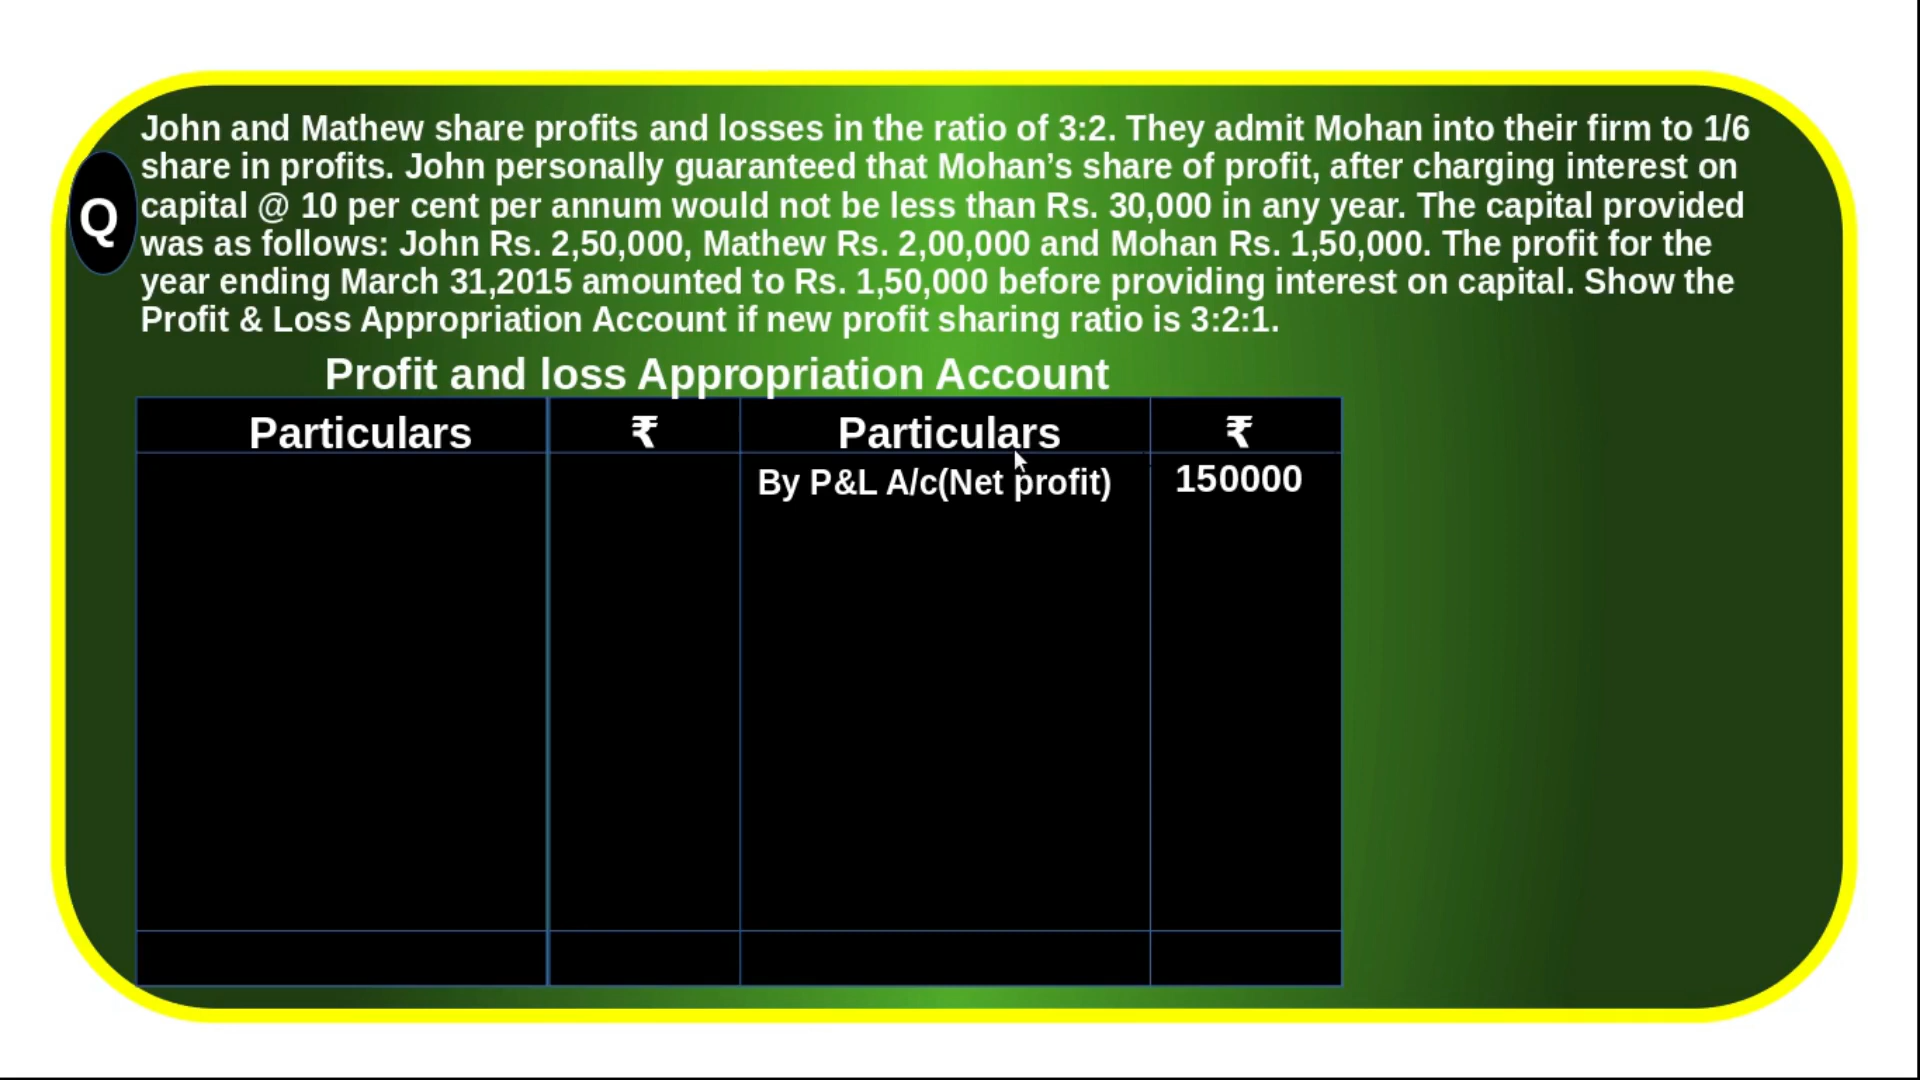 John and Mathew share profits and losses in the ratio of 3:2. They admit Mohan into their firm to 1/6
share in profits. John personally guaranteed that Mohan’s share of profit, after charging interest on
Q
capital @ 10 per cent per annum would not be less than Rs. 30,000 in any year. The capital provided
was as follows: John Rs. 2,50,000, Mathew Rs. 2,00,000 and Mohan Rs. 1,50,000. The profit for the
year ending March 31,2015 amounted to Rs. 1,50,000 before providing interest on capital. Show the
Profit & Loss Appropriation Account if new profit sharing ratio is 3:2:1.
Profit and loss Appropriation Account
Particulars ₹ Particulars ₹
By P&L A/c(Net profit) 150000